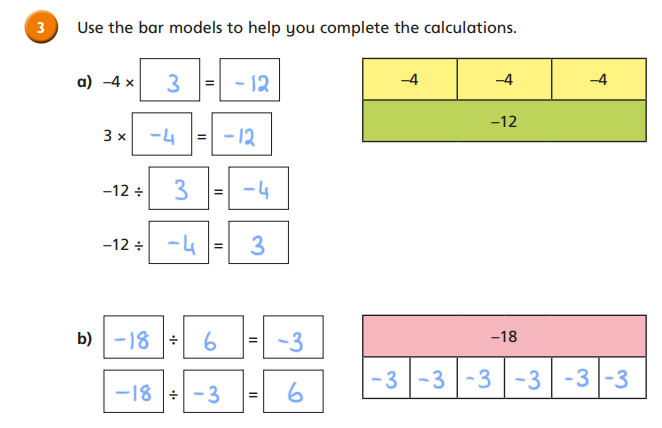 3 Use the bar models to help you complete the calculations.
a) –4 × 3 = -12
–4 –4 –4
–12
3 × -4 = -12
–12 ÷ 3 = -4
–12 ÷ -4 = 3
b) -18 ÷ 6 = -3
–18
-18 ÷ -3 = 6
-3 -3 -3 -3 -3 -3